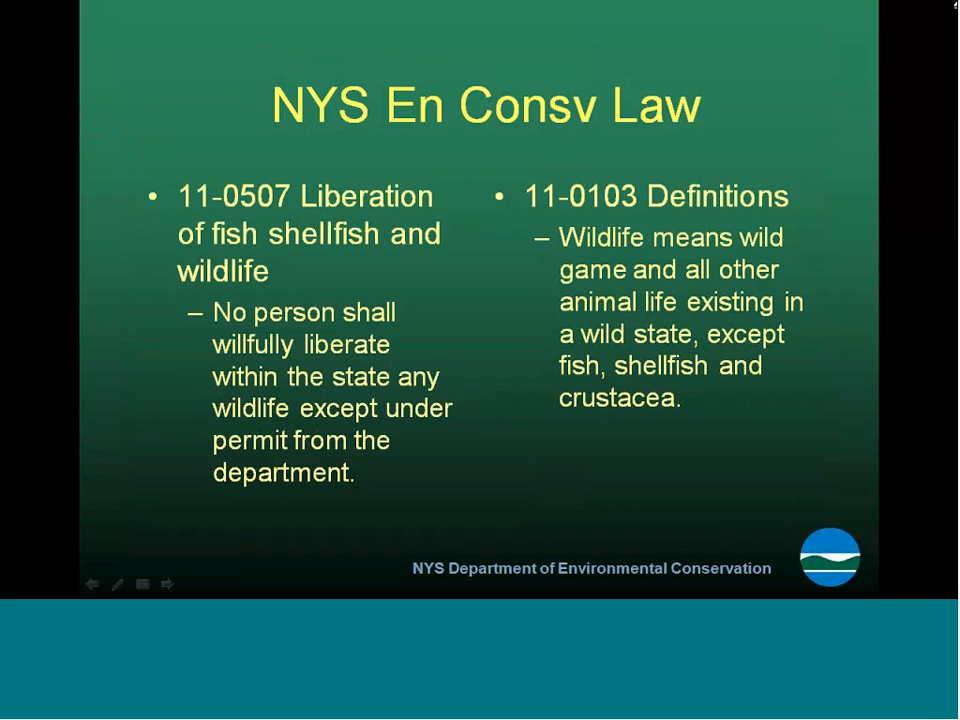 NYS En Consv Law
• 11-0507 Liberation
of fish shellfish and
wildlife
– No person shall
willfully liberate
within the state any
wildlife except under
permit from the
department.
• 11-0103 Definitions
– Wildlife means wild
game and all other
animal life existing in
a wild state, except
fish, shellfish and
crustacea.
NYS Department of Environmental Conservation